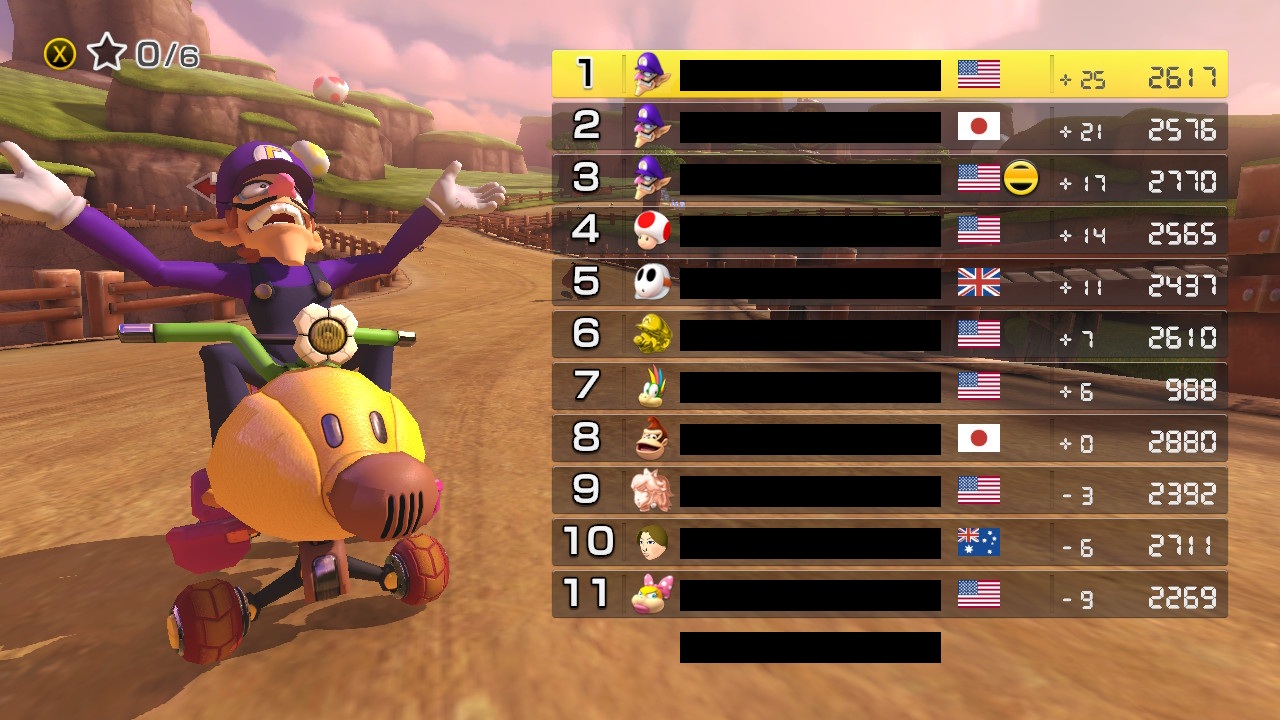 X 0/6
1 + 25 2617
2 + 21 2576
3 + 17 2770
4 + 14 2565
5 + 11 2437
6 + 7 2610
7 + 6 988
8 + 0 2880
9 - 3 2392
10 - 6 2711
11 - 9 2269